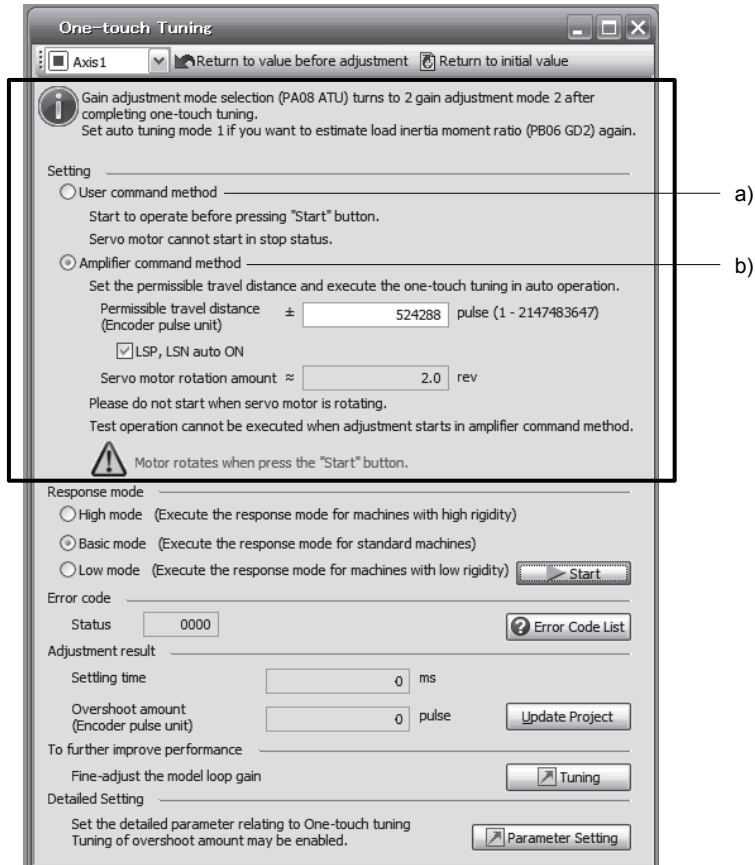 One-touch Tuning
Axis1 Return to value before adjustment Return to initial value
Gain adjustment mode selection (PA08 ATU) turns to 2 gain adjustment mode 2 after
completing one-touch tuning.
Set auto tuning mode 1 if you want to estimate load inertia moment ratio (PB06 GD2) again.
Setting
User command method a)
Start to operate before pressing "Start" button.
Servo motor cannot start in stop status.
Amplifier command method b)
Set the permissible travel distance and execute the one-touch tuning in auto operation.
Permissible travel distance ± 524288 pulse (1 - 2147483647)
(Encoder pulse unit)
LSP, LSN auto ON
Servo motor rotation amount ≈ 2.0 rev
Please do not start when servo motor is rotating.
Test operation cannot be executed when adjustment starts in amplifier command method.
Motor rotates when press the "Start" button.
Response mode
High mode (Execute the response mode for machines with high rigidity)
Basic mode (Execute the response mode for standard machines)
Low mode (Execute the response mode for machines with low rigidity) Start
Error code
Status 0000 Error Code List
Adjustment result
Settling time 0 ms
Overshoot amount 0 pulse Update Project
(Encoder pulse unit)
To further improve performance
Fine-adjust the model loop gain Tuning
Detailed Setting
Set the detailed parameter relating to One-touch tuning
Tuning of overshoot amount may be enabled. Parameter Setting